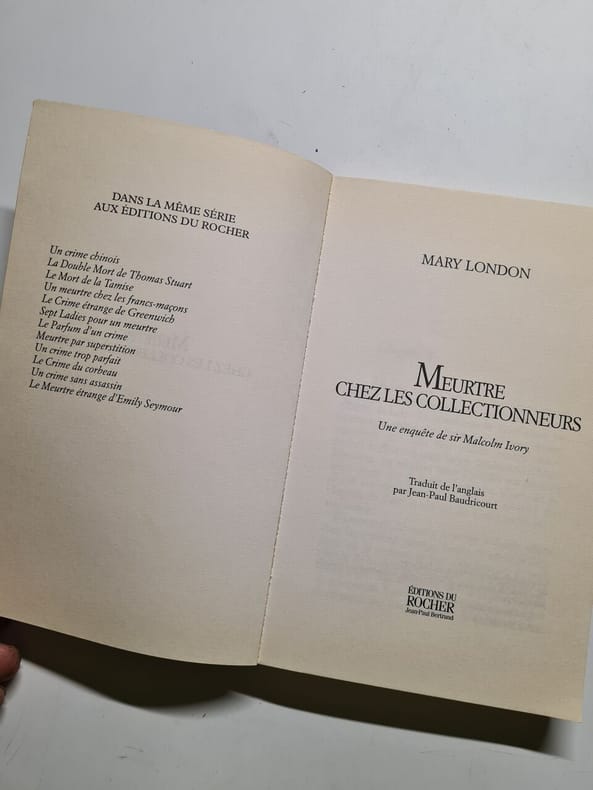 DANS LA MÊME SÉRIE
AUX ÉDITIONS DU ROCHER
Un crime chinois
La Double Mort de Thomas Stuart
Le Mort de la Tamise
Un meurtre chez les francs-maçons
Le Crime étrange de Greenwich
Sept Ladies pour un meurtre
Le Parfum d'un crime
Meurtre par superstition
Un crime trop parfait
Le Crime du corbeau
Un crime sans assassin
Le Meurtre étrange d'Emily Seymour
MARY LONDON
MEURTRE
CHEZ LES COLLECTIONNEURS
Une enquête de sir Malcolm Ivory
Traduit de l'anglais
par Jean-Paul Baudricourt
ÉDITIONS DU
ROCHER
Jean-Paul Bertrand